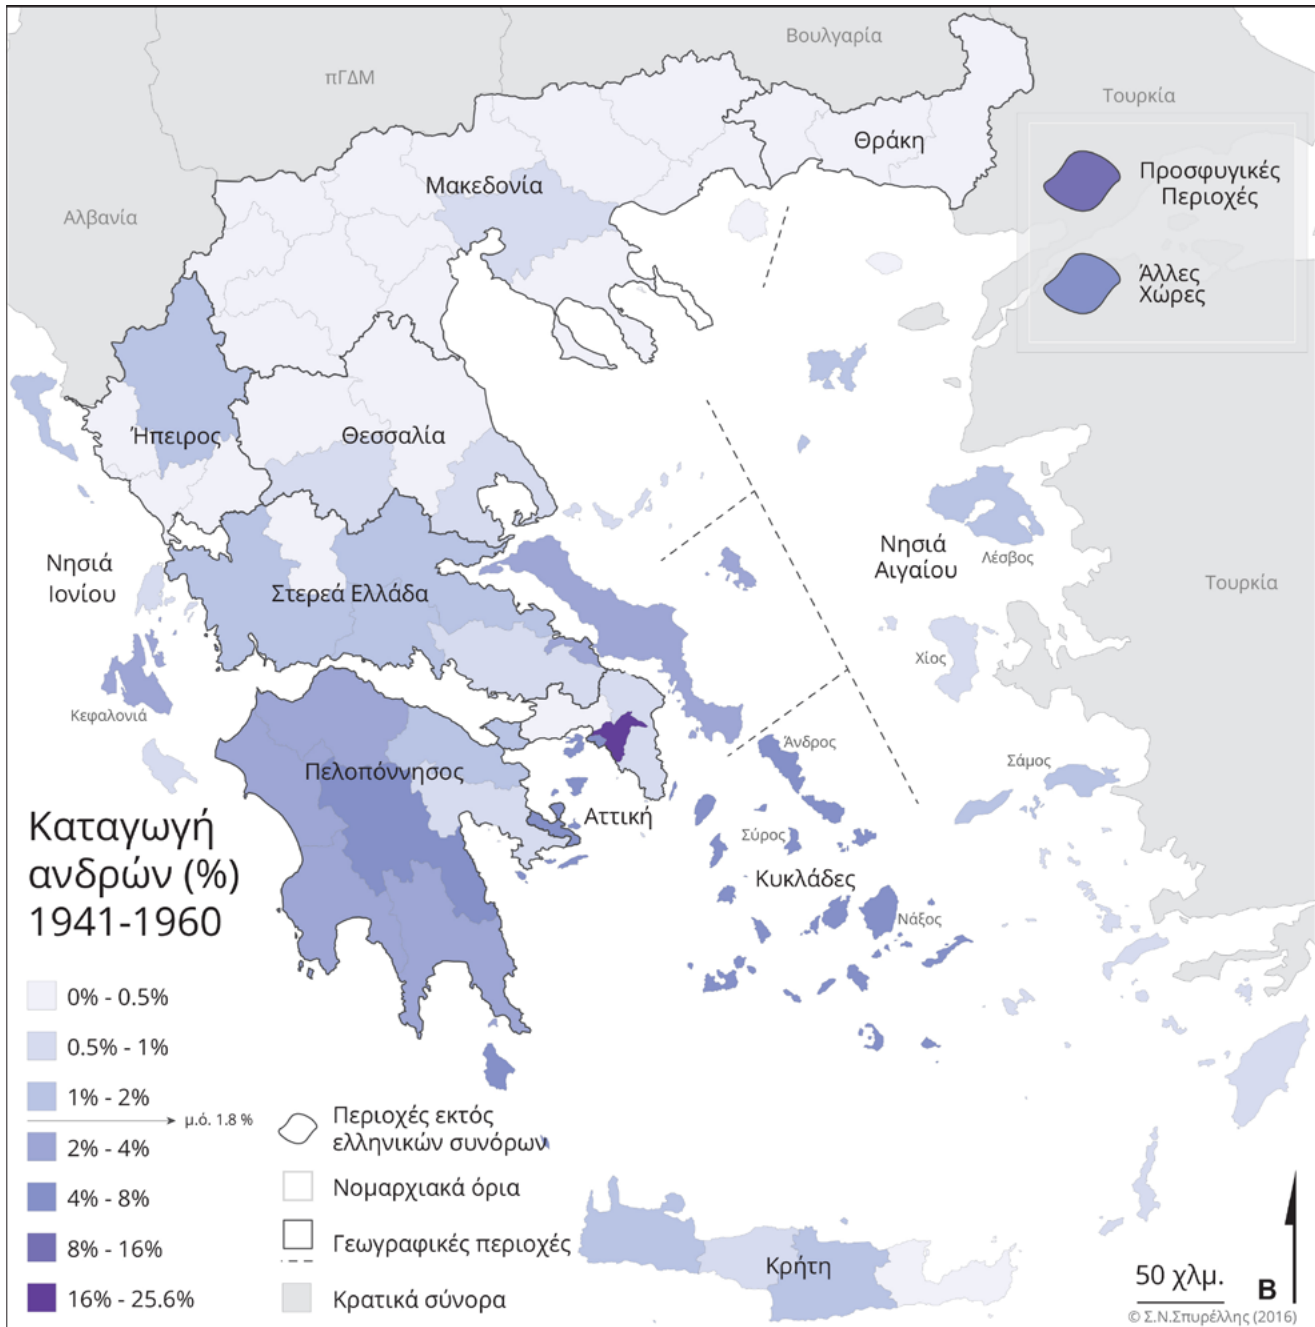 Βουλγαρία
πΓΔΜ
Τουρκία
Θράκη
Προσφυγικές
Περιοχές
Μακεδονία
Αλβανία
Άλλες
Χώρες
Ήπειρος
Θεσσαλία
Νησιά
Αιγαίου
Λέσβος
Νησιά
Ιονίου
Στερεά Ελλάδα
Τουρκία
Χίος
Κεφαλονιά
Άνδρος
Πελοπόννησος
Σάμος
Αττική
Σύρος
Κυκλάδες
Νάξος
Καταγωγή
ανδρών (%)
1941-1960
0% - 0.5%
0.5% - 1%
1% - 2%
μ.ό. 1.8 %
2% - 4%
4% - 8%
8% - 16%
16% - 25.6%
Περιοχές εκτός
ελληνικών συνόρων
Νομαρχιακά όρια
Γεωγραφικές περιοχές
Κρατικά σύνορα
Κρήτη
50 χλμ.
Β
© Σ.Ν.Σπυρέλλης (2016)